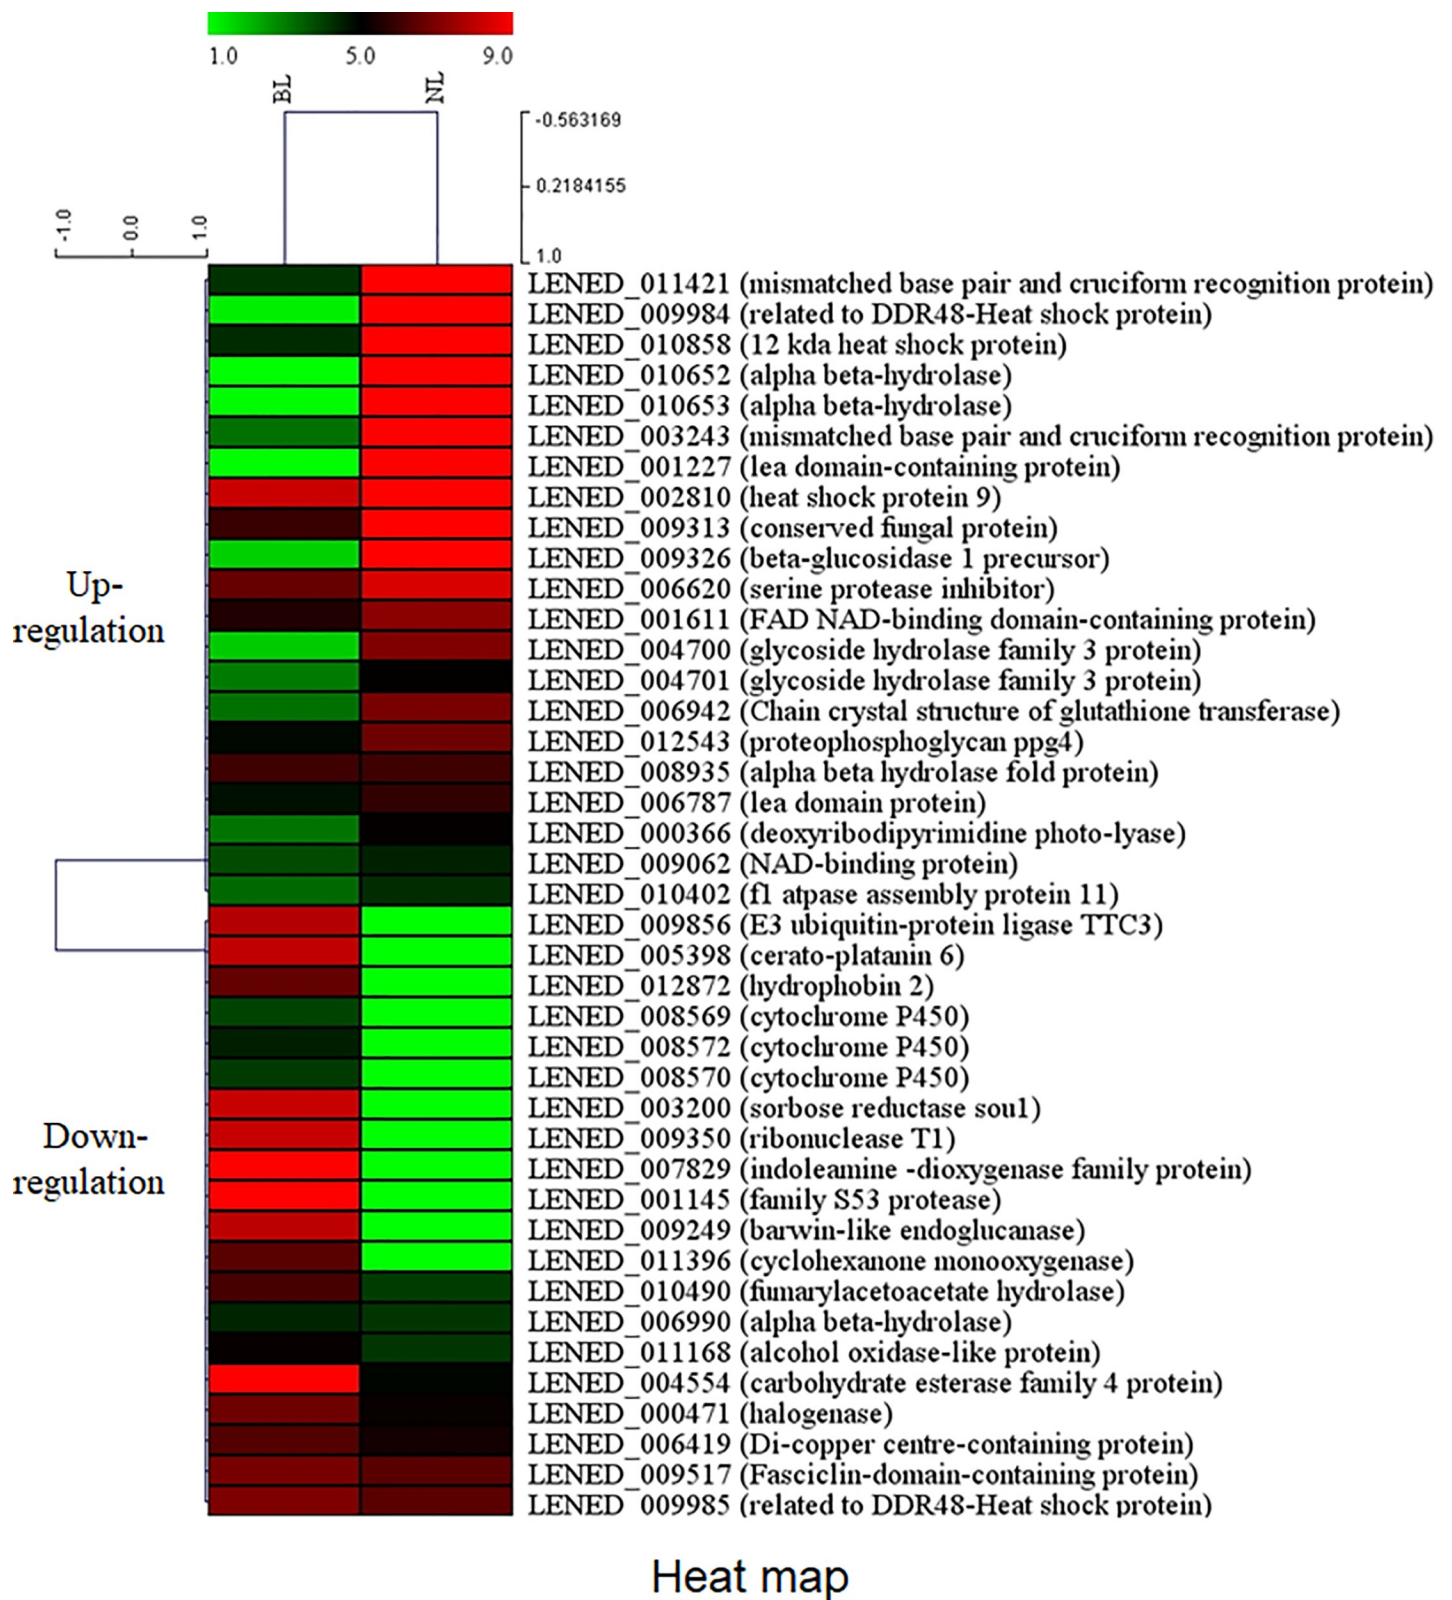 1.0 5.0 9.0
BL NL
-0.563169
0.2184155
1.0
-1.0 0.0 1.0
LENED_011421 (mismatched base pair and cruciform recognition protein)
LENED_009984 (related to DDR48-Heat shock protein)
LENED_010858 (12 kda heat shock protein)
LENED_010652 (alpha beta-hydrolase)
LENED_010653 (alpha beta-hydrolase)
LENED_003243 (mismatched base pair and cruciform recognition protein)
LENED_001227 (lea domain-containing protein)
LENED_002810 (heat shock protein 9)
LENED_009313 (conserved fungal protein)
LENED_009326 (beta-glucosidase 1 precursor)
LENED_006620 (serine protease inhibitor)
LENED_001611 (FAD NAD-binding domain-containing protein)
LENED_004700 (glycoside hydrolase family 3 protein)
LENED_004701 (glycoside hydrolase family 3 protein)
LENED_006942 (Chain crystal structure of glutathione transferase)
LENED_012543 (proteophosphoglycan ppg4)
LENED_008935 (alpha beta hydrolase fold protein)
LENED_006787 (lea domain protein)
LENED_000366 (deoxyribodipyrimidine photo-lyase)
LENED_009062 (NAD-binding protein)
LENED_010402 (f1 atpase assembly protein 11)
LENED_009856 (E3 ubiquitin-protein ligase TTC3)
LENED_005398 (cerato-platanin 6)
LENED_012872 (hydrophobin 2)
LENED_008569 (cytochrome P450)
LENED_008572 (cytochrome P450)
LENED_008570 (cytochrome P450)
LENED_003200 (sorbose reductase sou1)
LENED_009350 (ribonuclease T1)
LENED_007829 (indoleamine -dioxygenase family protein)
LENED_001145 (family S53 protease)
LENED_009249 (barwin-like endoglucanase)
LENED_011396 (cyclohexanone monooxygenase)
LENED_010490 (fumarylacetoacetate hydrolase)
LENED_006990 (alpha beta-hydrolase)
LENED_011168 (alcohol oxidase-like protein)
LENED_004554 (carbohydrate esterase family 4 protein)
LENED_000471 (halogenase)
LENED_006419 (Di-copper centre-containing protein)
LENED_009517 (Fasciclin-domain-containing protein)
LENED_009985 (related to DDR48-Heat shock protein)
Up-
regulation
Down-
regulation
Heat map